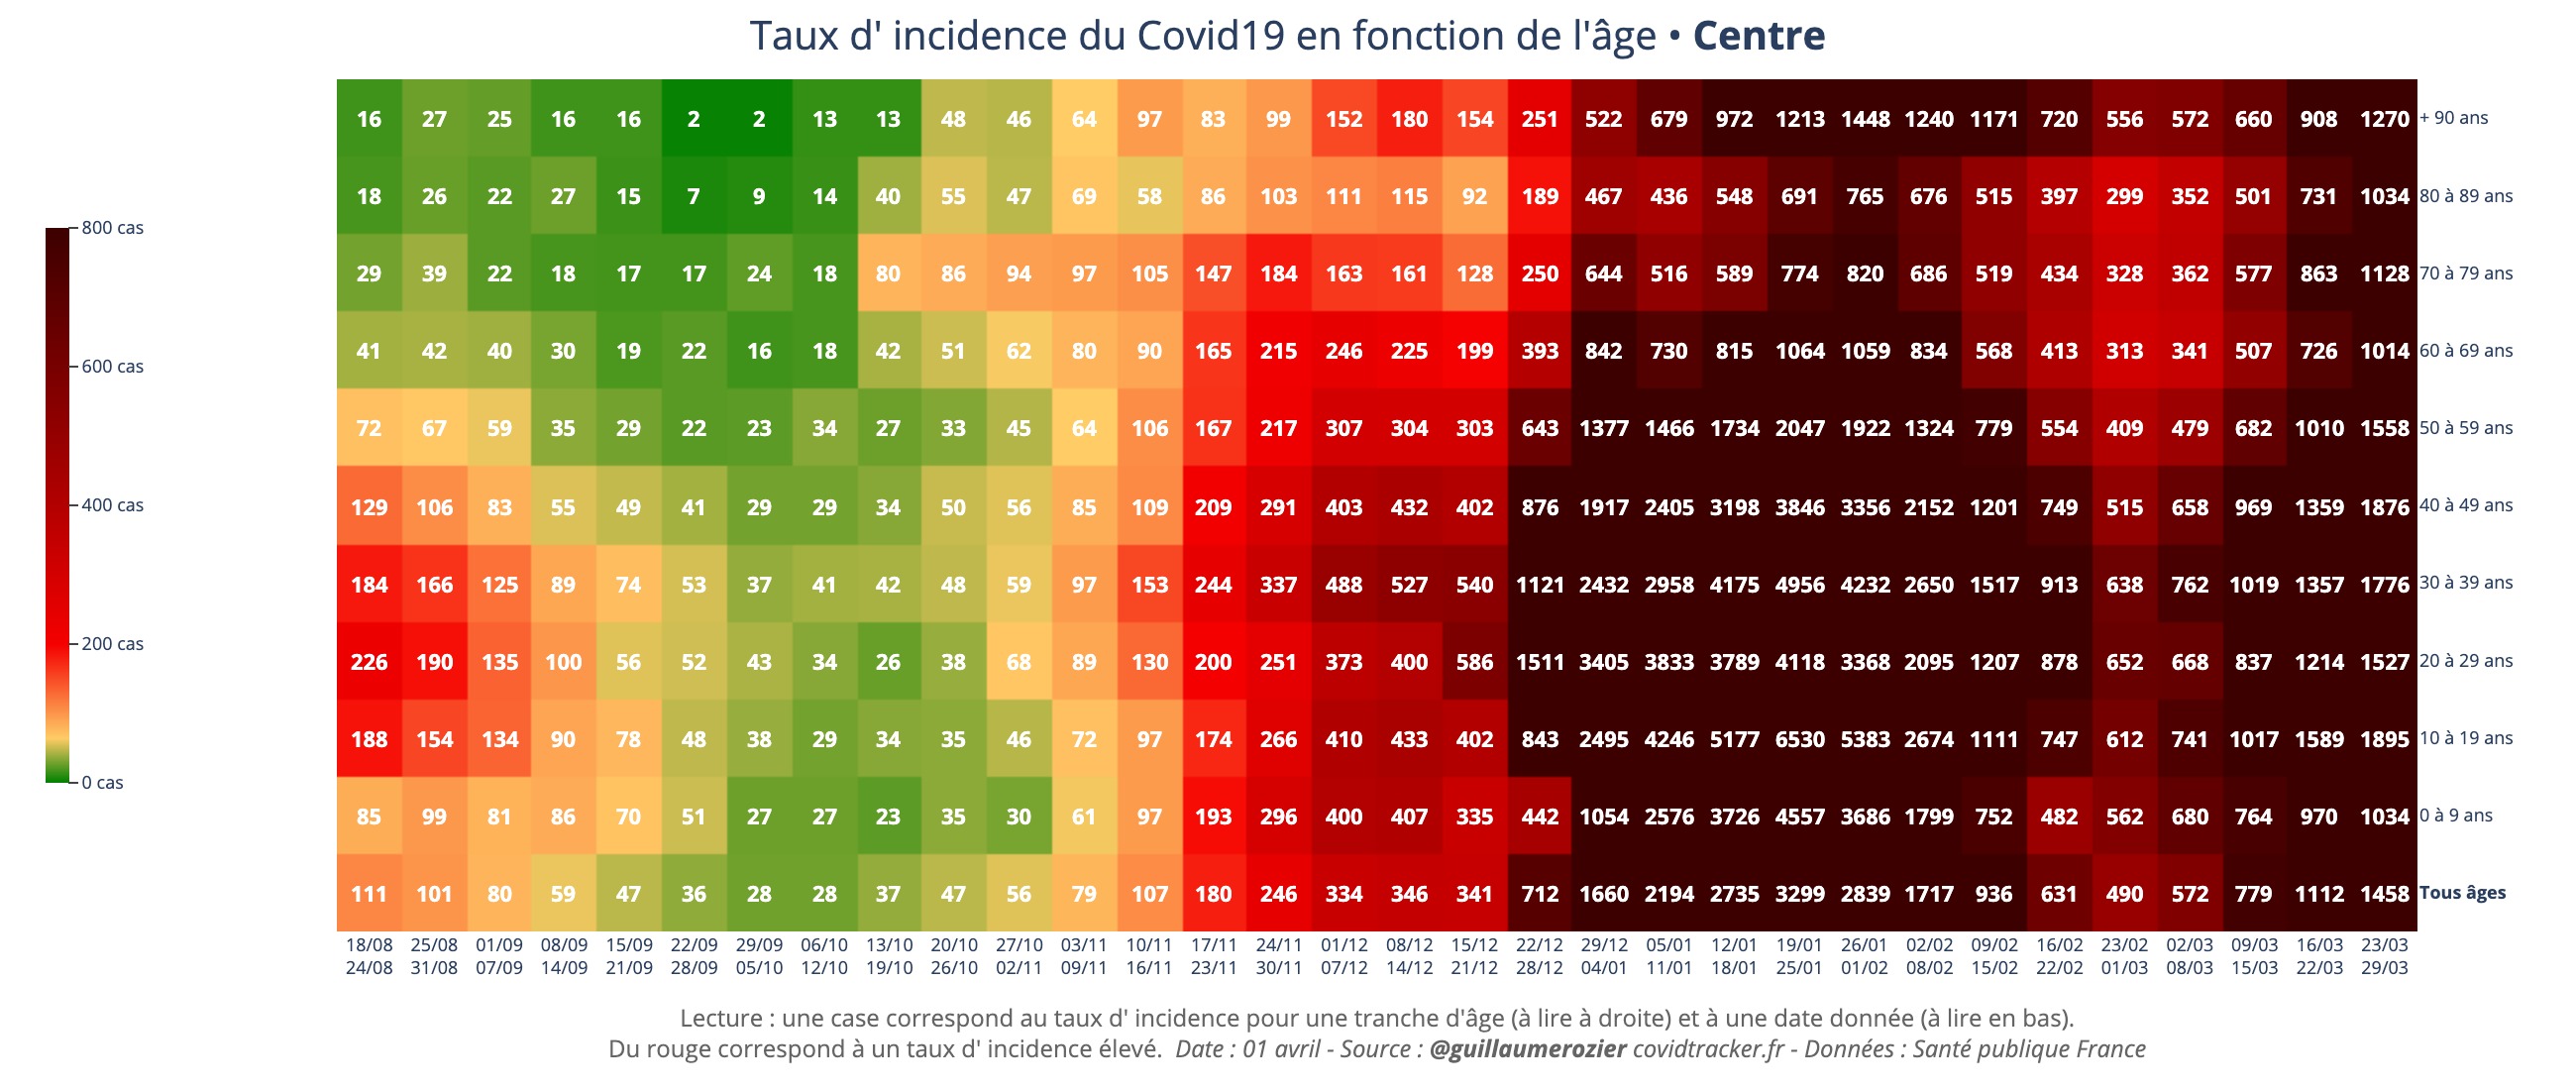 Taux d' incidence du Covid19 en fonction de l'âge • Centre
800 cas
600 cas
400 cas
200 cas
0 cas
16 27 25 16 16 2 2 13 13 48 46 64 97 83 99 152 180 154 251 522 679 972 1213 1448 1240 1171 720 556 572 660 908 1270 + 90 ans
18 26 22 27 15 7 9 14 40 55 47 69 58 86 103 111 115 92 189 467 436 548 691 765 676 515 397 299 352 501 731 1034 80 à 89 ans
29 39 22 18 17 17 24 18 80 86 94 97 105 147 184 163 161 128 250 644 516 589 774 820 686 519 434 328 362 577 863 1128 70 à 79 ans
41 42 40 30 19 22 16 18 42 51 62 80 90 165 215 246 225 199 393 842 730 815 1064 1059 834 568 413 313 341 507 726 1014 60 à 69 ans
72 67 59 35 29 22 23 34 27 33 45 64 106 167 217 307 304 303 643 1377 1466 1734 2047 1922 1324 779 554 409 479 682 1010 1558 50 à 59 ans
129 106 83 55 49 41 29 29 34 50 56 85 109 209 291 403 432 402 876 1917 2405 3198 3846 3356 2152 1201 749 515 658 969 1359 1876 40 à 49 ans
184 166 125 89 74 53 37 41 42 48 59 97 153 244 337 488 527 540 1121 2432 2958 4175 4956 4232 2650 1517 913 638 762 1019 1357 1776 30 à 39 ans
226 190 135 100 56 52 43 34 26 38 68 89 130 200 251 373 400 586 1511 3405 3833 3789 4118 3368 2095 1207 878 652 668 837 1214 1527 20 à 29 ans
188 154 134 90 78 48 38 29 34 35 46 72 97 174 266 410 433 402 843 2495 4246 5177 6530 5383 2674 1111 747 612 741 1017 1589 1895 10 à 19 ans
85 99 81 86 70 51 27 27 23 35 30 61 97 193 296 400 407 335 442 1054 2576 3726 4557 3686 1799 752 482 562 680 764 970 1034 0 à 9 ans
111 101 80 59 47 36 28 28 37 47 56 79 107 180 246 334 346 341 712 1660 2194 2735 3299 2839 1717 936 631 490 572 779 1112 1458 Tous âges
18/08 25/08 01/09 08/09 15/09 22/09 29/09 06/10 13/10 20/10 27/10 03/11 10/11 17/11 24/11 01/12 08/12 15/12 22/12 29/12 05/01 12/01 19/01 26/01 02/02 09/02 16/02 23/02 02/03 09/03 16/03 23/03
24/08 31/08 07/09 14/09 21/09 28/09 05/10 12/10 19/10 26/10 02/11 09/11 16/11 23/11 30/11 07/12 14/12 21/12 28/12 04/01 11/01 18/01 25/01 01/02 08/02 15/02 22/02 01/03 08/03 15/03 22/03 29/03
Lecture : une case correspond au taux d' incidence pour une tranche d'âge (à lire à droite) et à une date donnée (à lire en bas).
Du rouge correspond à un taux d' incidence élevé. Date : 01 avril - Source : @guillaumerozier covidtracker.fr - Données : Santé publique France